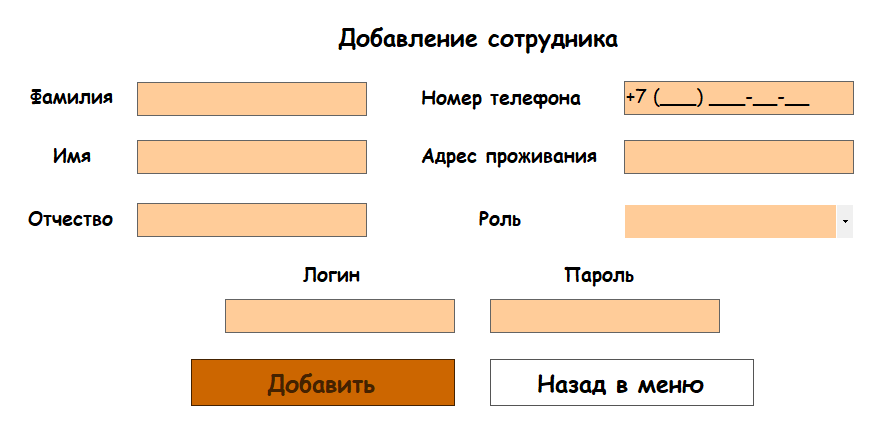 Добавление сотрудника
Фамилия
Номер телефона
+7 (___) ___-__-__
Имя
Адрес проживания
Отчество
Роль
Логин
Пароль
Добавить
Назад в меню